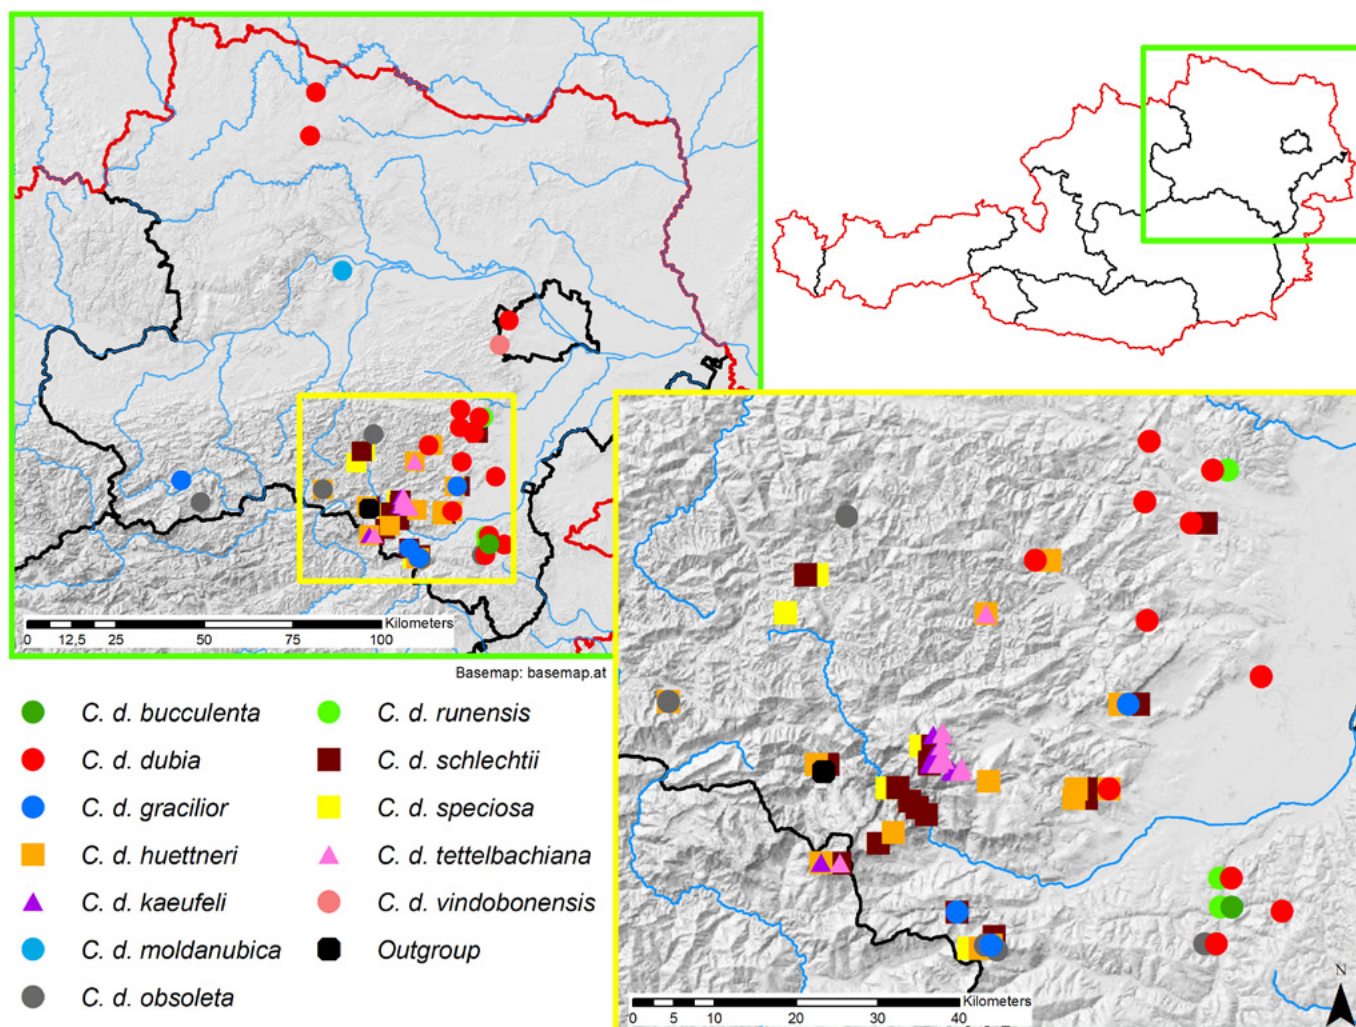 0 12,5 25 50 75 100 Kilometers
Basemap: basemap.at
C. d. bucculenta
C. d. dubia
C. d. gracilior
C. d. huettneri
C. d. kaeufeli
C. d. moldanubica
C. d. obsoleta
C. d. runensis
C. d. schlechtii
C. d. speciosa
C. d. tettelbachiana
C. d. vindobonensis
Outgroup
N
0 5 10 20 30 40 Kilometers